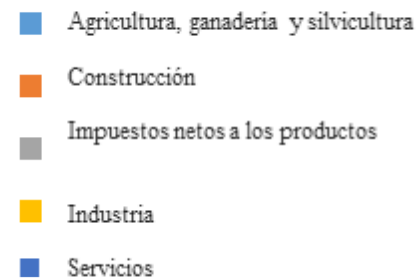 Agricultura, ganadería y silvicultura
Construcción
Impuestos netos a los productos
Industria
Servicios